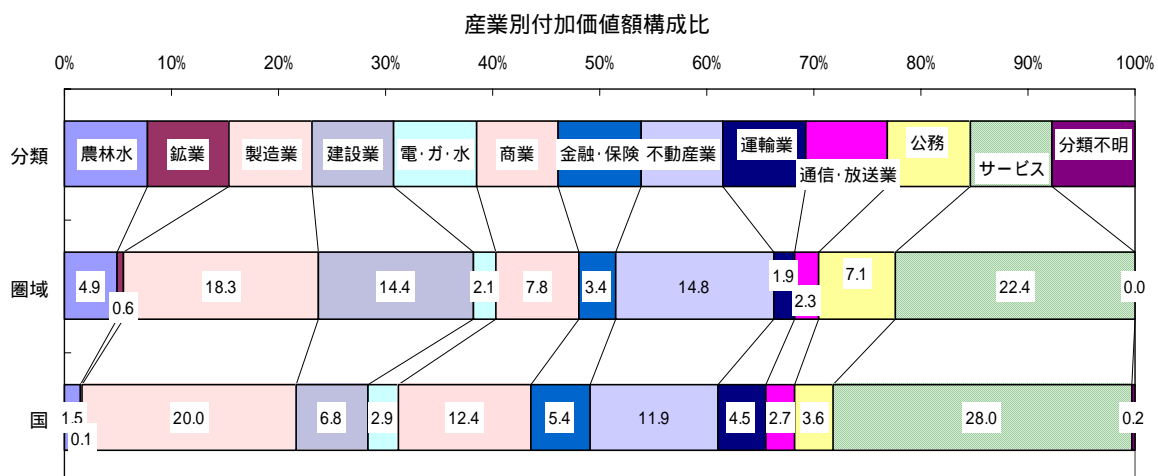 産業別付加価値額構成比
0% 10% 20% 30% 40% 50% 60% 70% 80% 90% 100%
分類 農林水 鉱業 製造業 建設業 電･ガ･水 商業 金融･保険 不動産業 運輸業 通信･放送業 公務 サービス 分類不明
圏域 4.9 0.6 18.3 14.4 2.1 7.8 3.4 14.8 1.9 2.3 7.1 22.4 0.0
国 1.5 0.1 20.0 6.8 2.9 12.4 5.4 11.9 4.5 2.7 3.6 28.0 0.2